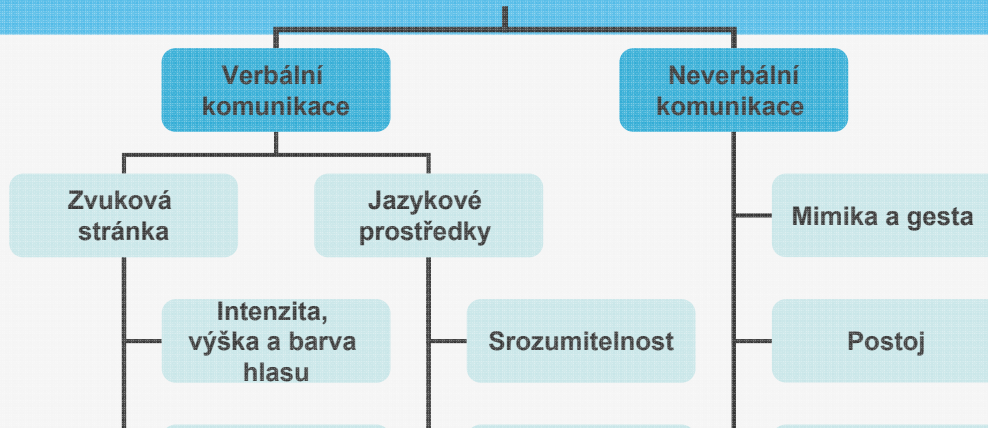 Verbální
komunikace
Neverbální
komunikace
Zvuková
stránka
Jazykové
prostředky
Mimika a gesta
Intenzita,
výška a barva
hlasu
Srozumitelnost
Postoj